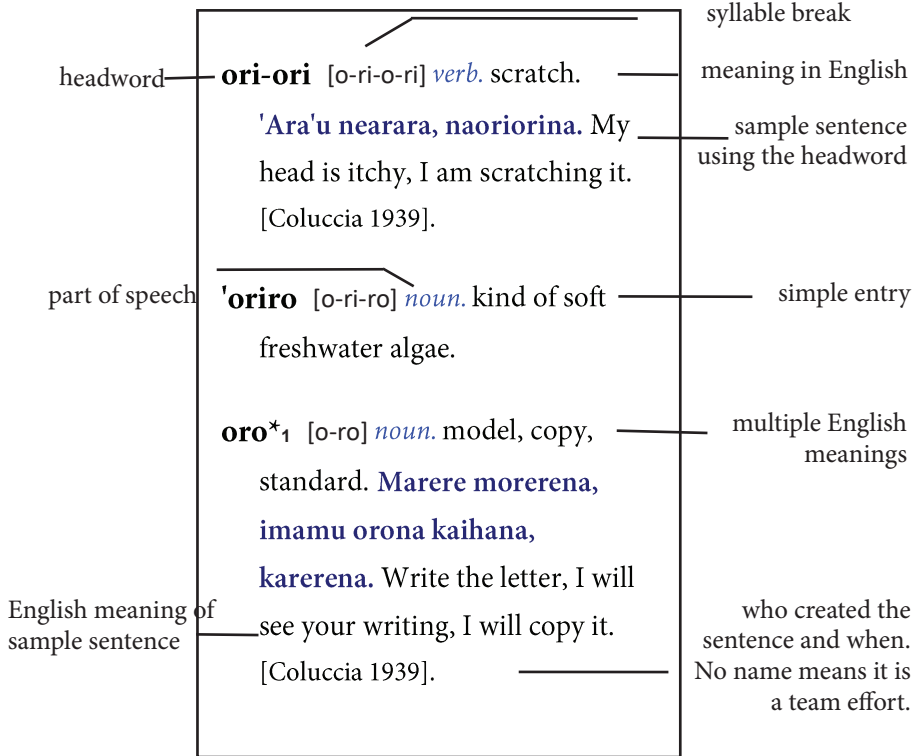 syllable break
headword
ori-ori [o-ri-o-ri] verb. scratch.
meaning in English
'Ara'u nearara, naoriorina. My
sample sentence
using the headword
head is itchy, I am scratching it.
[Coluccia 1939].
part of speech
'oriro [o-ri-ro] noun. kind of soft
simple entry
freshwater algae.
oro*₁ [o-ro] noun. model, copy,
multiple English
meanings
standard. Marere morerena,
imamu orona kaihana,
karerena. Write the letter, I will
English meaning of
sample sentence
see your writing, I will copy it.
[Coluccia 1939].
who created the
sentence and when.
No name means it is
a team effort.